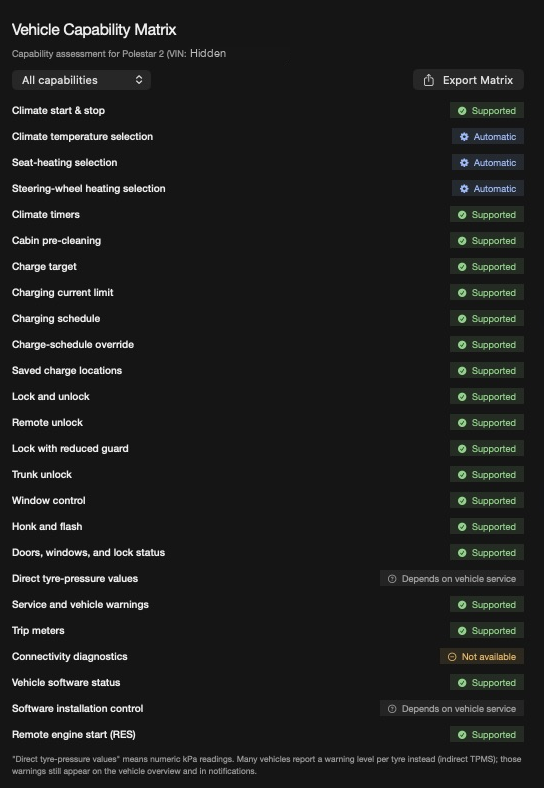 Vehicle Capability Matrix
Capability assessment for Polestar 2 (VIN: Hidden
All capabilities
Export Matrix
Climate start & stop Supported
Climate temperature selection Automatic
Seat-heating selection Automatic
Steering-wheel heating selection Automatic
Climate timers Supported
Cabin pre-cleaning Supported
Charge target Supported
Charging current limit Supported
Charging schedule Supported
Charge-schedule override Supported
Saved charge locations Supported
Lock and unlock Supported
Remote unlock Supported
Lock with reduced guard Supported
Trunk unlock Supported
Window control Supported
Honk and flash Supported
Doors, windows, and lock status Supported
Direct tyre-pressure values Depends on vehicle service
Service and vehicle warnings Supported
Trip meters Supported
Connectivity diagnostics Not available
Vehicle software status Supported
Software installation control Depends on vehicle service
Remote engine start (RES) Supported
"Direct tyre-pressure values" means numeric kPa readings. Many vehicles report a warning level per tyre instead (indirect TPMS); those
warnings still appear on the vehicle overview and in notifications.